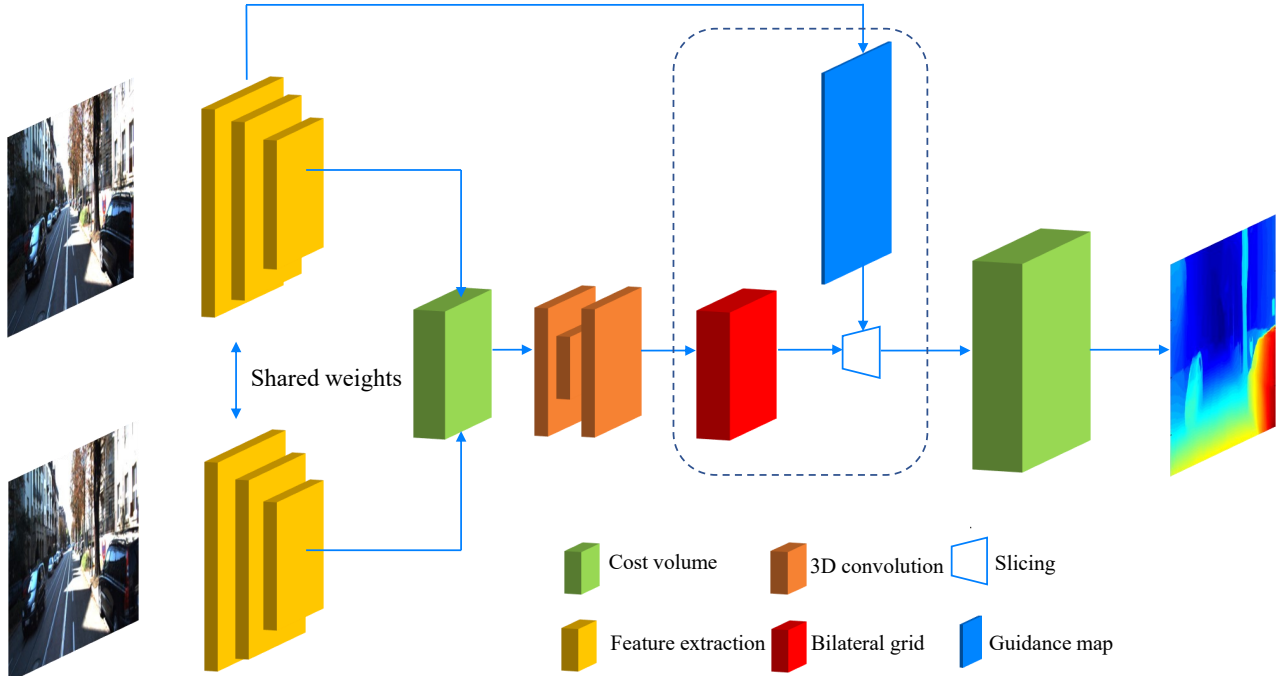 Shared weights
Cost volume
3D convolution
Slicing
Feature extraction
Bilateral grid
Guidance map